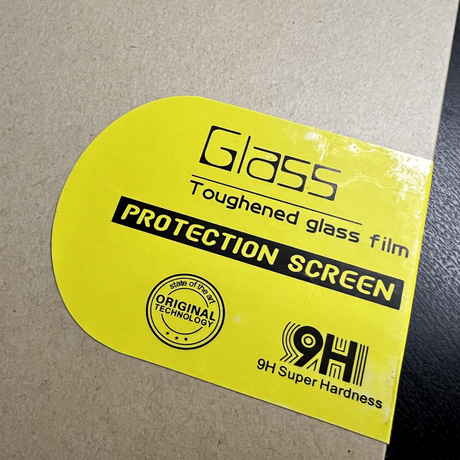 Glass
Toughened glass film
PROTECTION SCREEN
state of the art
ORIGINAL
TECHNOLOGY
9H
9H Super Hardness